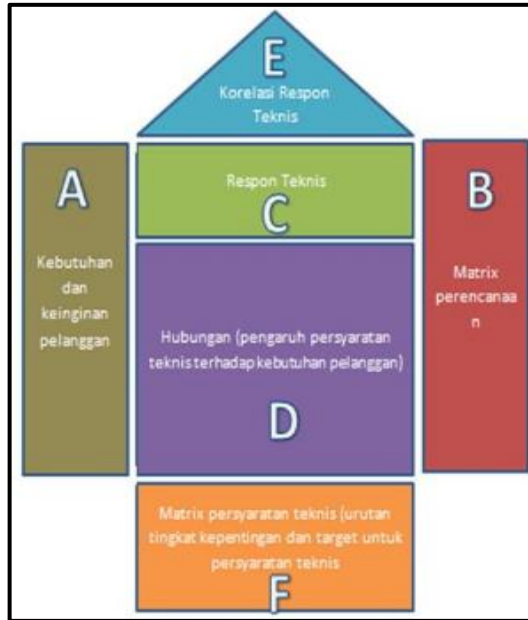 E
Korelasi Respon
Teknis
A
Kebutuhan
dan
keinginan
pelanggan
Respon Teknis
C
B
Matrix
perencanaa
n
Hubungan (pengaruh persyaratan
teknis terhadap kebutuhan pelanggan)
D
Matrix persyaratan teknis (urutan
tingkat kepentingan dan target untuk
persyaratan teknis
F